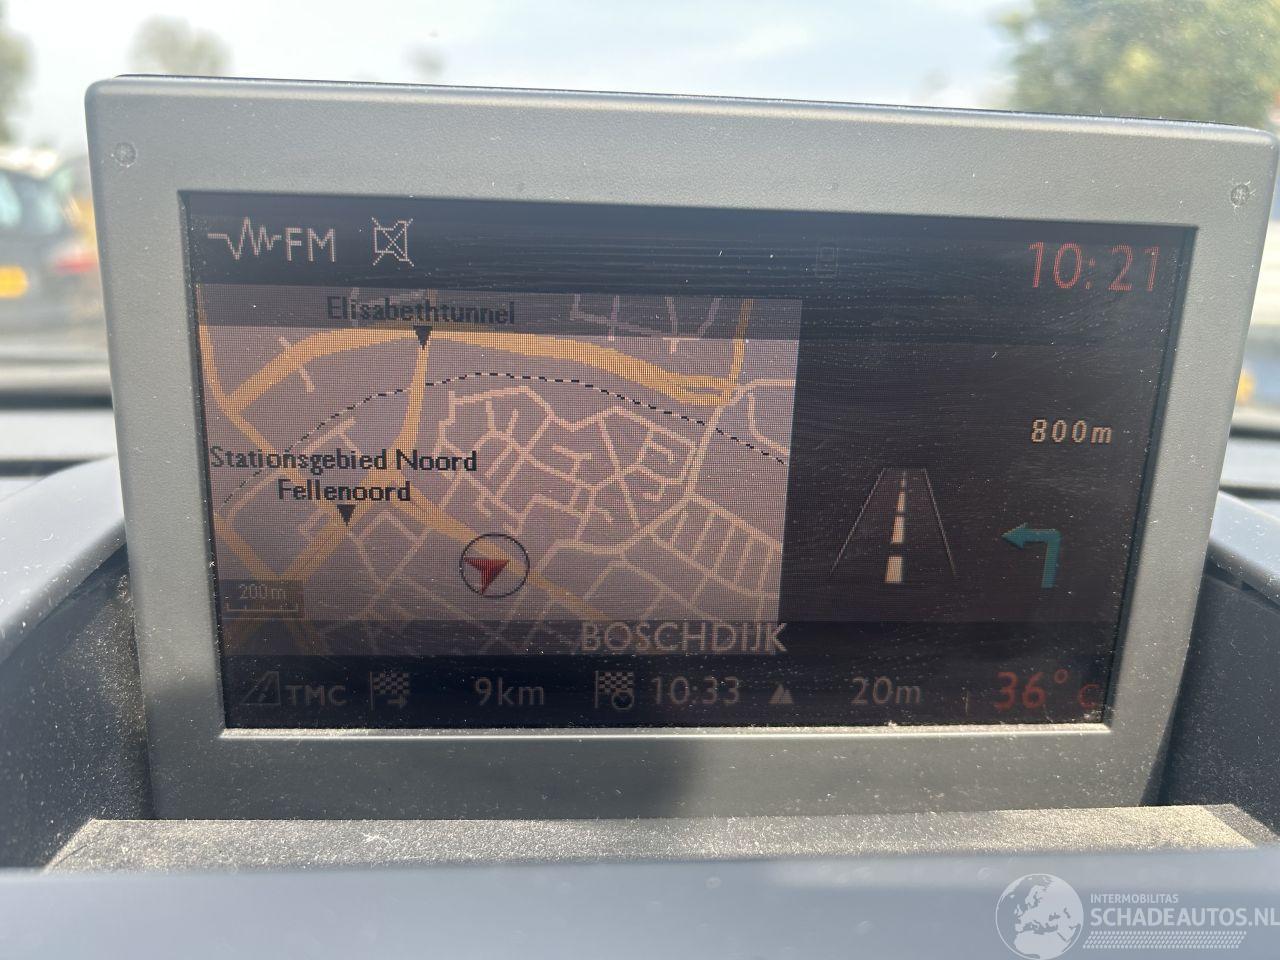 FM
10:21
Elisabethtunnel
800m
Stationsgebied Noord
Fellenoord
200m
BOSCHDIJK
TMC 9km 10:33 20m 36°C
INTERMOBILITAS
SCHADEAUTOS.NL